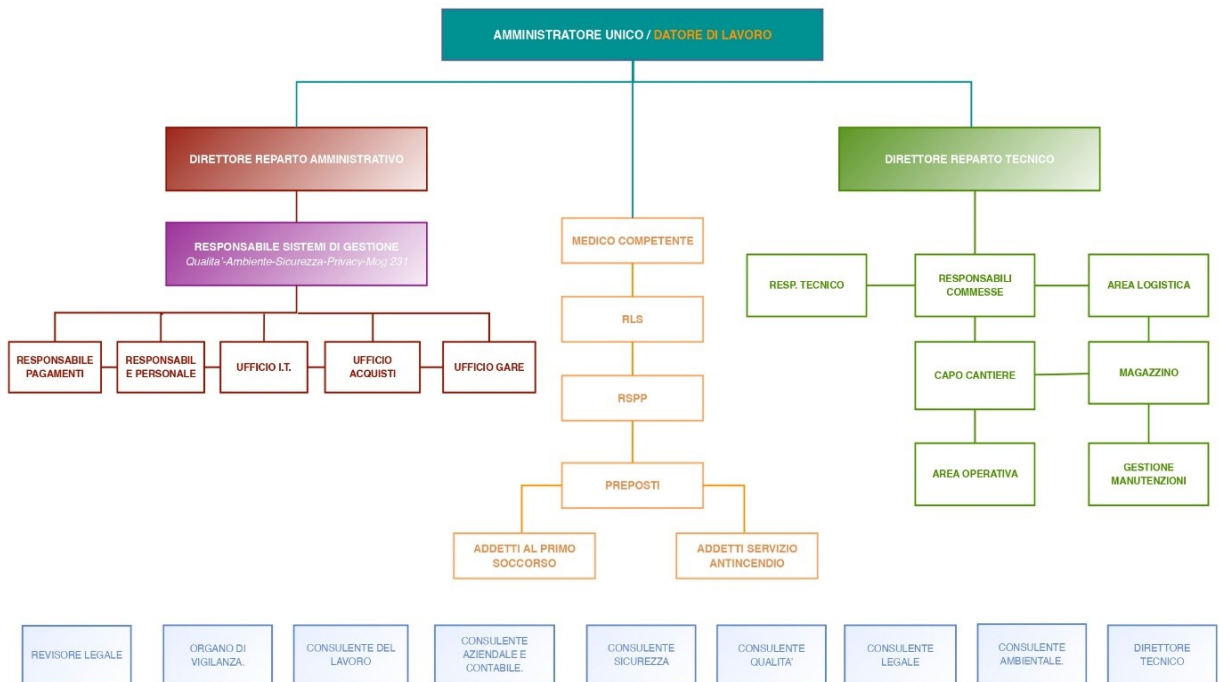 AMMINISTRATORE UNICO / DATORE DI LAVORO
DIRETTORE REPARTO AMMINISTRATIVO
DIRETTORE REPARTO TECNICO
RESPONSABILE SISTEMI DI GESTIONE
Qualita'-Ambiente-Sicurezza-Privacy-Mog 231
MEDICO COMPETENTE
RESP. TECNICO
RESPONSABILI
COMMESSE
AREA LOGISTICA
RLS
RESPONSABILE
PAGAMENTI
RESPONSABIL
E PERSONALE
UFFICIO I.T.
UFFICIO
ACQUISTI
UFFICIO GARE
CAPO CANTIERE
MAGAZZINO
RSPP
AREA OPERATIVA
GESTIONE
MANUTENZIONI
PREPOSTI
ADDETTI AL PRIMO
SOCCORSO
ADDETTI SERVIZIO
ANTINCENDIO
REVISORE LEGALE
ORGANO DI
VIGILANZA.
CONSULENTE DEL
LAVORO
CONSULENTE
AZIENDALE E
CONTABILE.
CONSULENTE
SICUREZZA
CONSULENTE
QUALITA'
CONSULENTE
LEGALE
CONSULENTE
AMBIENTALE.
DIRETTORE
TECNICO